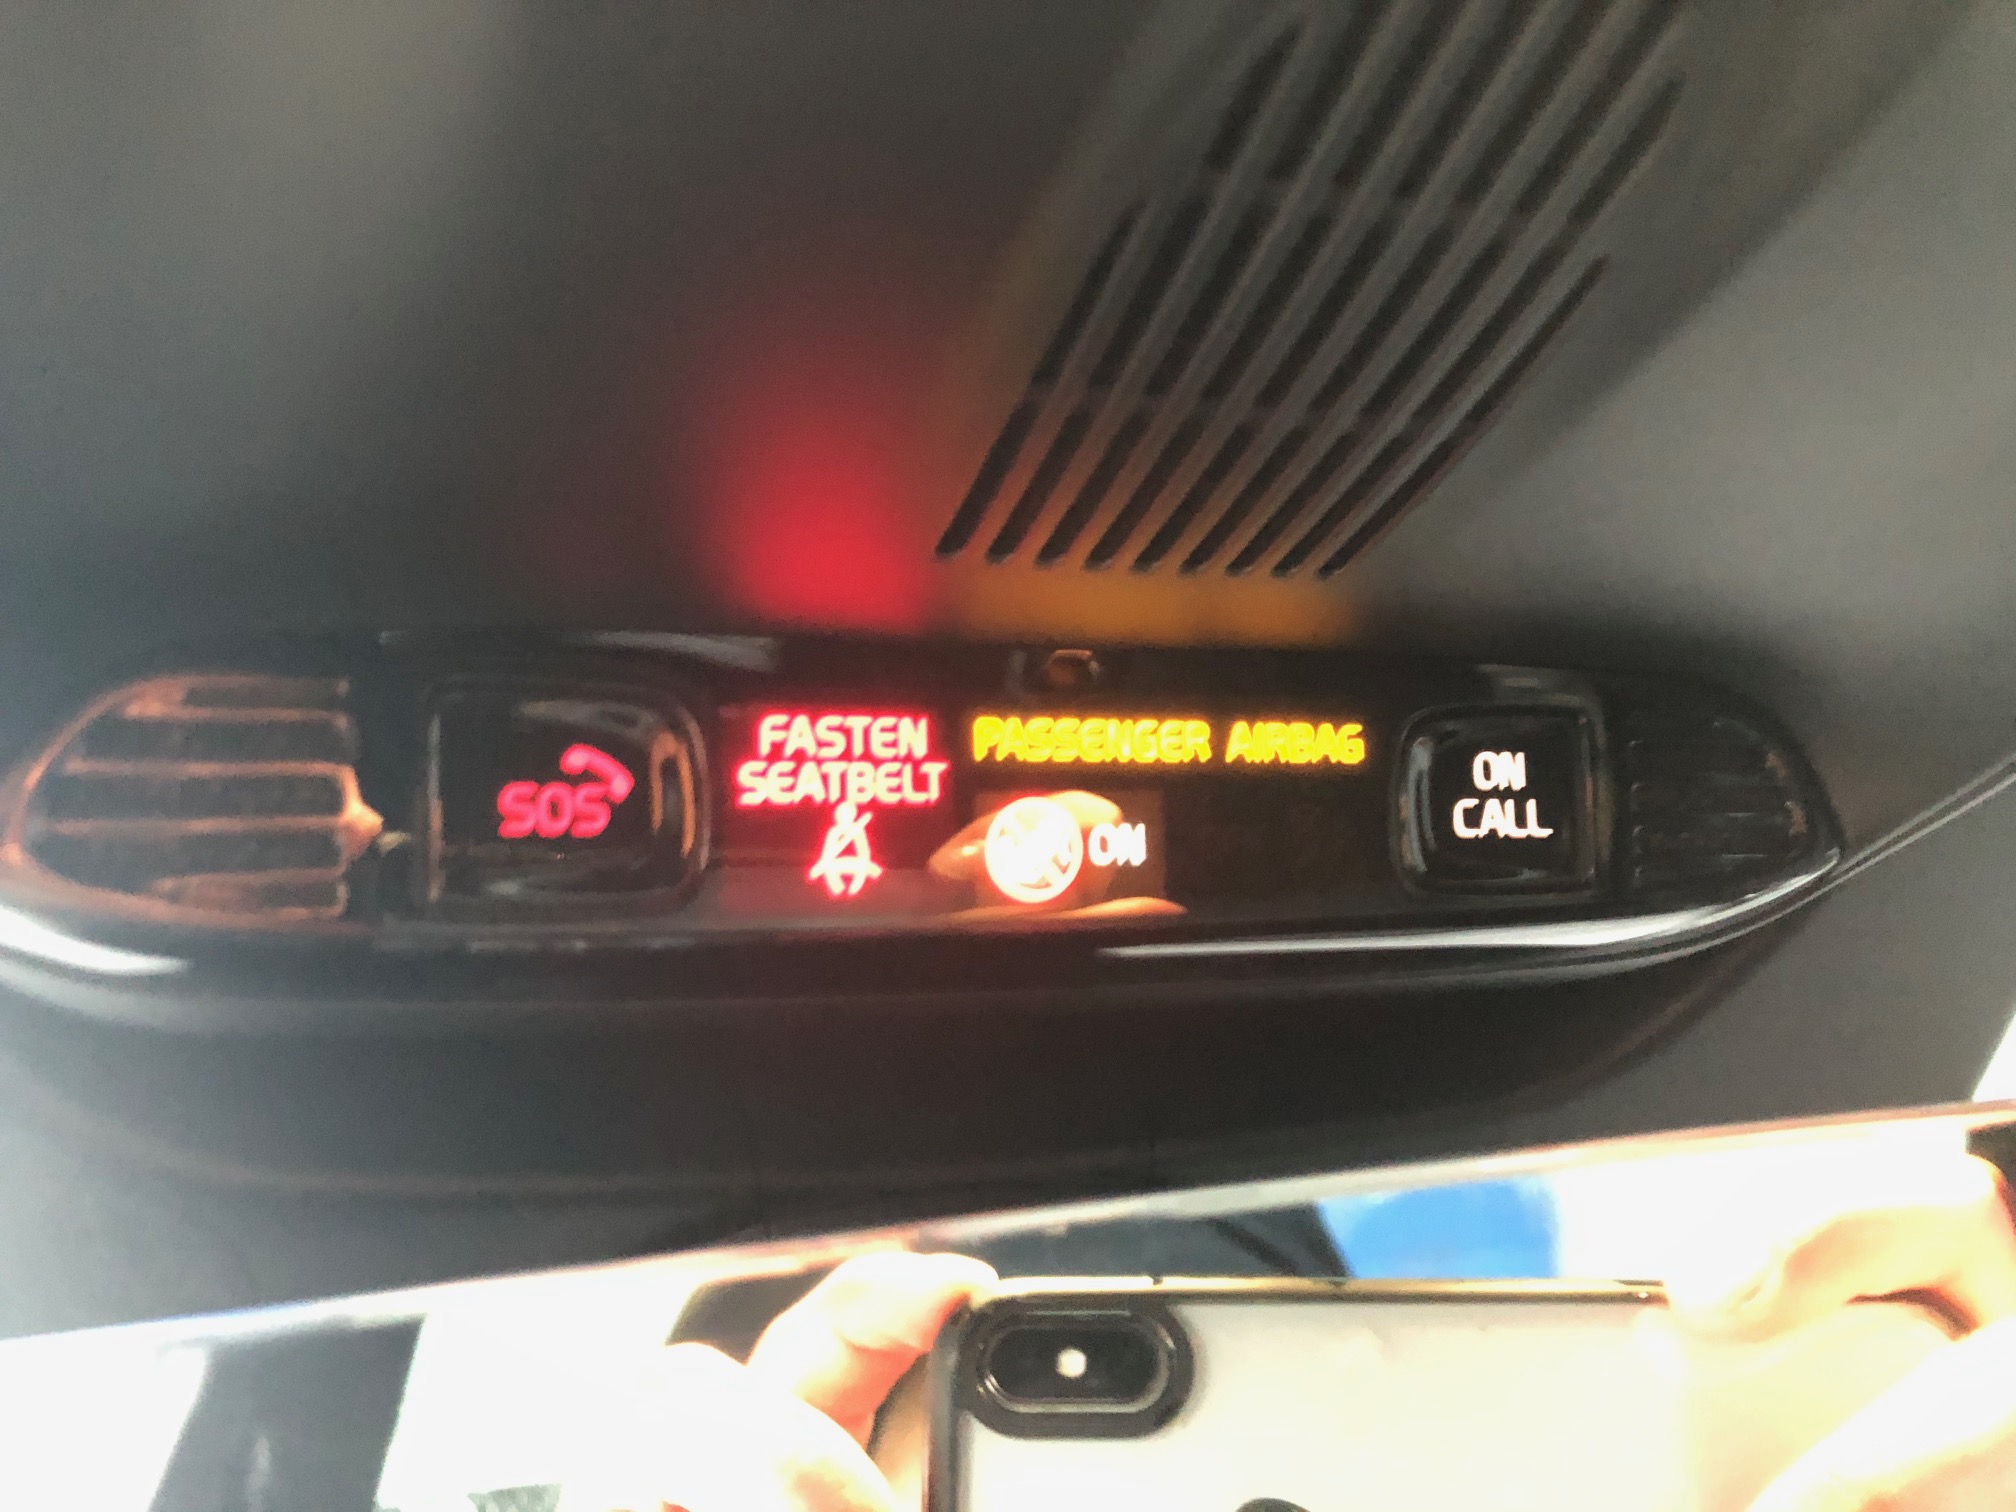 SOS
FASTEN
SEATBELT
PASSENGER AIRBAG
ON
ON
CALL